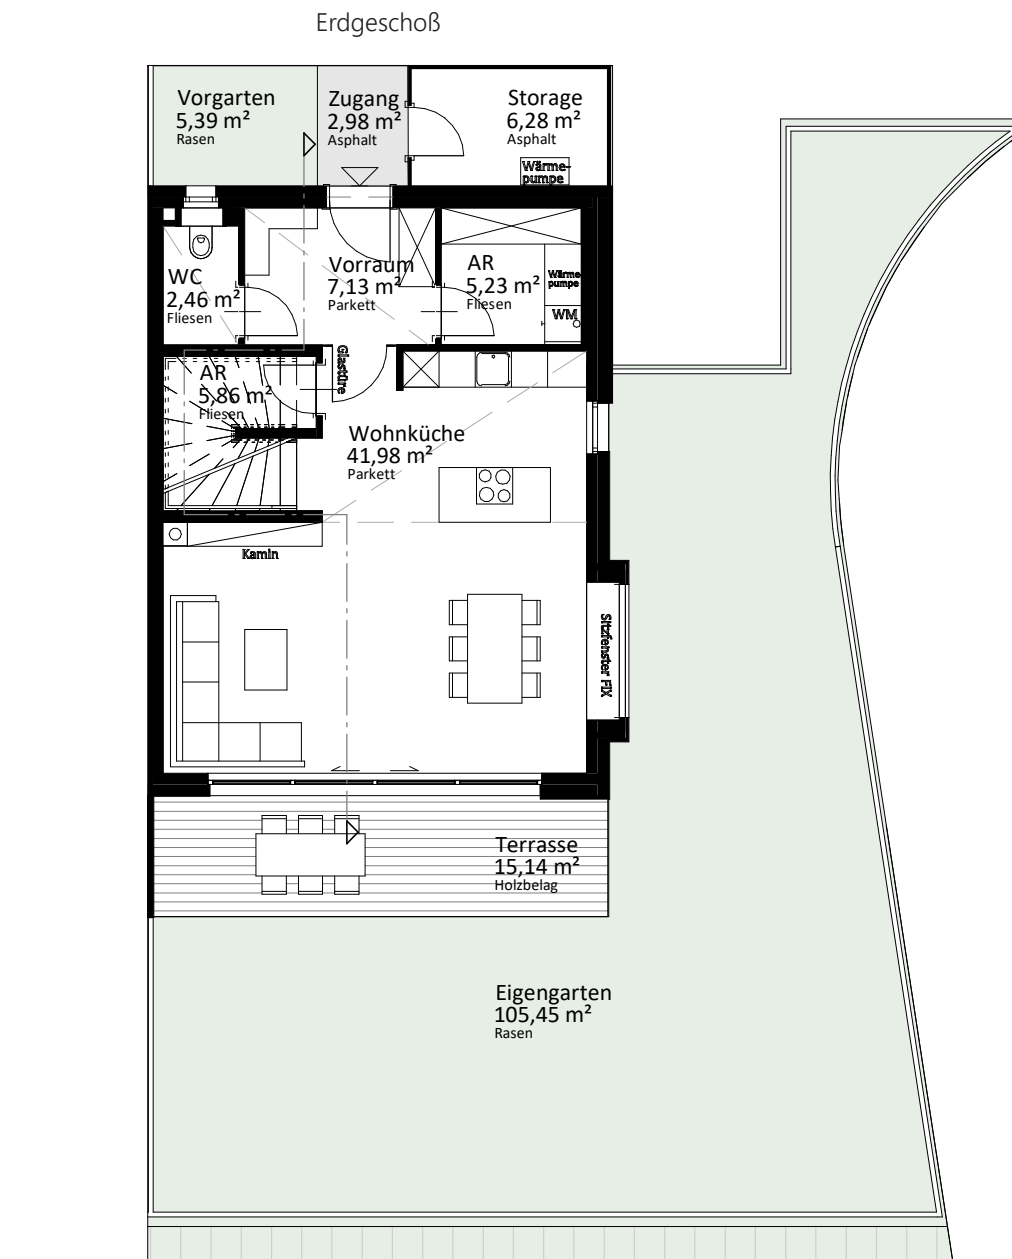 Erdgeschoß
Vorgarten
5,39 m²
Rasen
Zugang
2,98 m²
Asphalt
Storage
6,28 m²
Asphalt
Wärme-
pumpe
WC
2,46 m²
Fliesen
Vorraum
7,13 m²
Parkett
AR
5,23 m²
Fliesen
Wärme
pumpe
WM
Glastüre
AR
5,86 m²
Fliesen
Wohnküche
41,98 m²
Parkett
Kamin
Sitzfenster FIX
Terrasse
15,14 m²
Holzbelag
Eigengarten
105,45 m²
Rasen